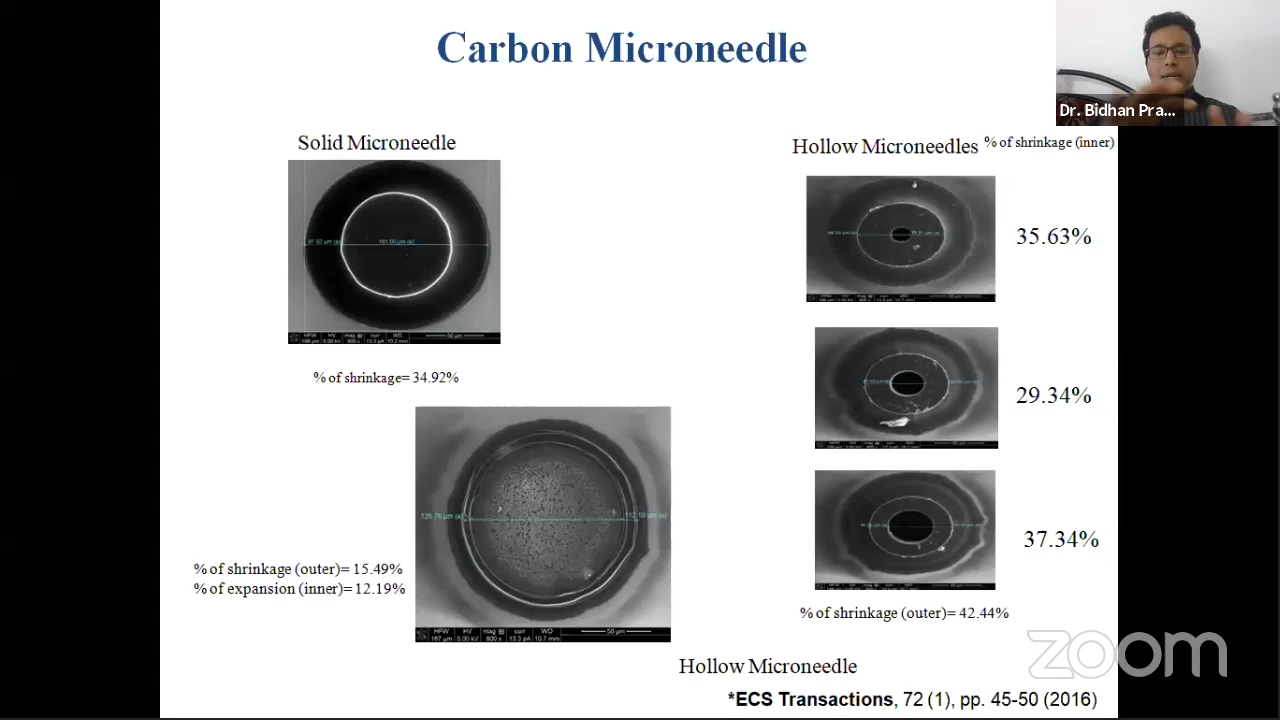 Carbon Microneedle
Dr. Bidhan Pra...
Solid Microneedle
% of shrinkage= 34.92%
Hollow Microneedles
% of shrinkage (inner)
35.63%
29.34%
37.34%
% of shrinkage (outer)= 42.44%
% of shrinkage (outer)= 15.49%
% of expansion (inner)= 12.19%
Hollow Microneedle
*ECS Transactions, 72 (1), pp. 45-50 (2016)
zoom